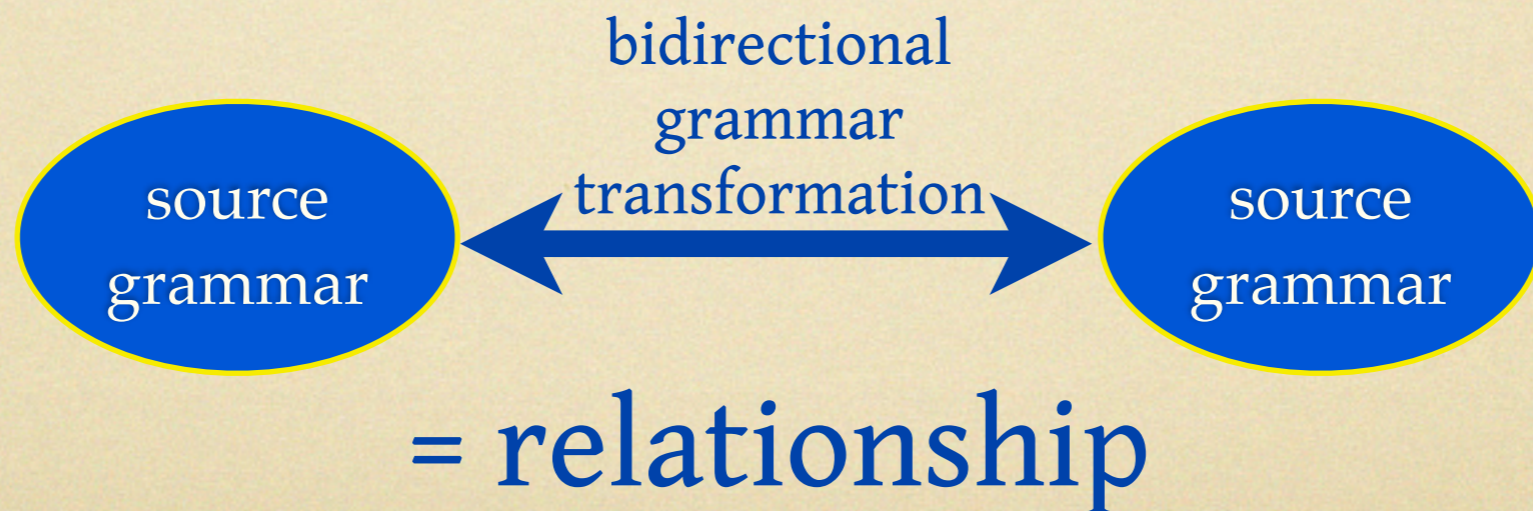 bidirectional
grammar
transformation
source
grammar
source
grammar
= relationship